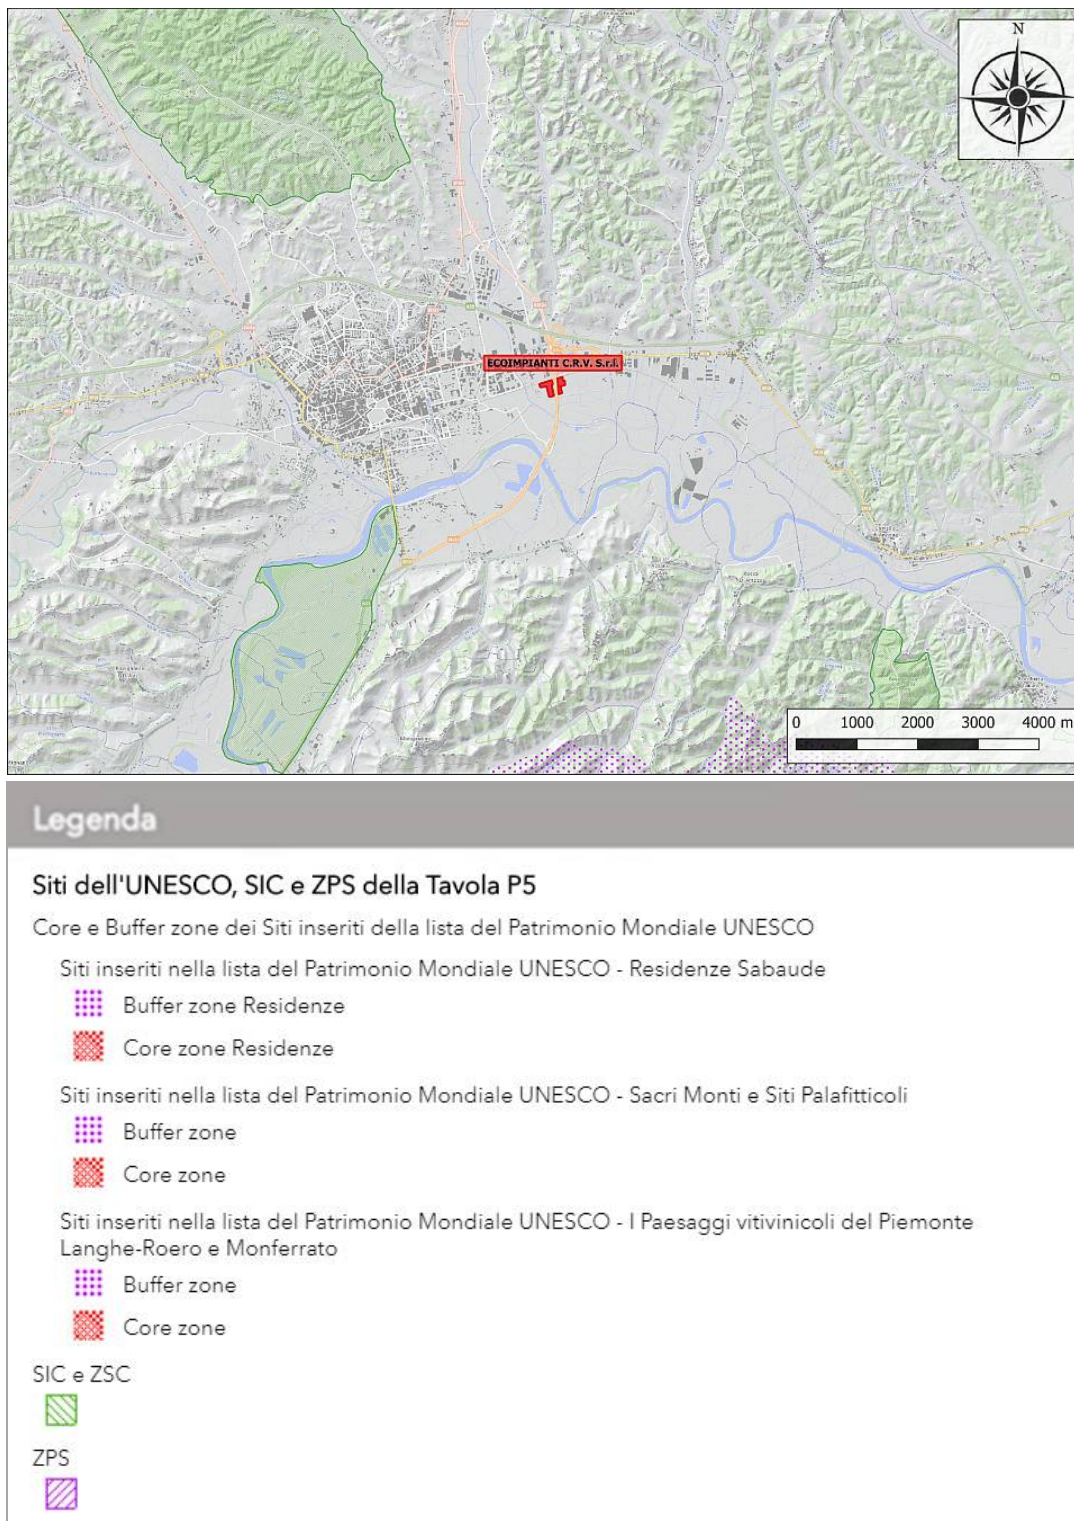 N
ECOIMPIANTI C.R.V. S.r.l.
0 1000 2000 3000 4000 m
Legenda
Siti dell'UNESCO, SIC e ZPS della Tavola P5
Core e Buffer zone dei Siti inseriti della lista del Patrimonio Mondiale UNESCO
Siti inseriti nella lista del Patrimonio Mondiale UNESCO - Residenze Sabaude
Buffer zone Residenze
Core zone Residenze
Siti inseriti nella lista del Patrimonio Mondiale UNESCO - Sacri Monti e Siti Palafitticoli
Buffer zone
Core zone
Siti inseriti nella lista del Patrimonio Mondiale UNESCO - I Paesaggi vitivinicoli del Piemonte
Langhe-Roero e Monferrato
Buffer zone
Core zone
SIC e ZSC
ZPS